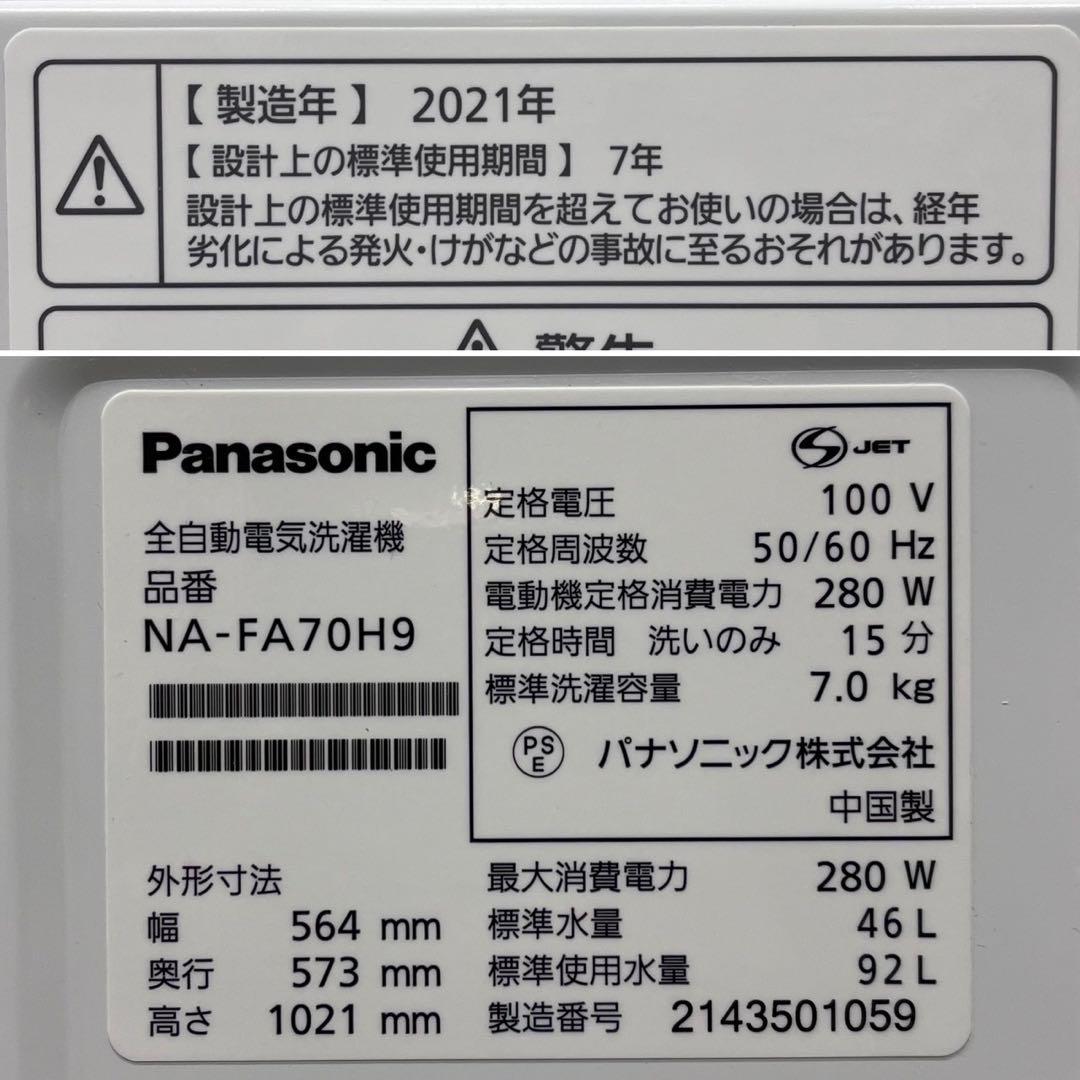 【 製造年 】 2021年
【 設計上の標準使用期間 】 7年
設計上の標準使用期間を超えてお使いの場合は、経年
劣化による発火・けがなどの事故に至るおそれがあります。
警告
Panasonic
全自動電気洗濯機
品番
NA-FA70H9
S JET
定格電圧 100 V
定格周波数 50/60 Hz
電動機定格消費電力 280 W
定格時間 洗いのみ 15 分
標準洗濯容量 7.0 kg
PSE パナソニック株式会社
中国製
外形寸法
幅 564 mm
奥行 573 mm
高さ 1021 mm
最大消費電力 280 W
標準水量 46 L
標準使用水量 92 L
製造番号 2143501059